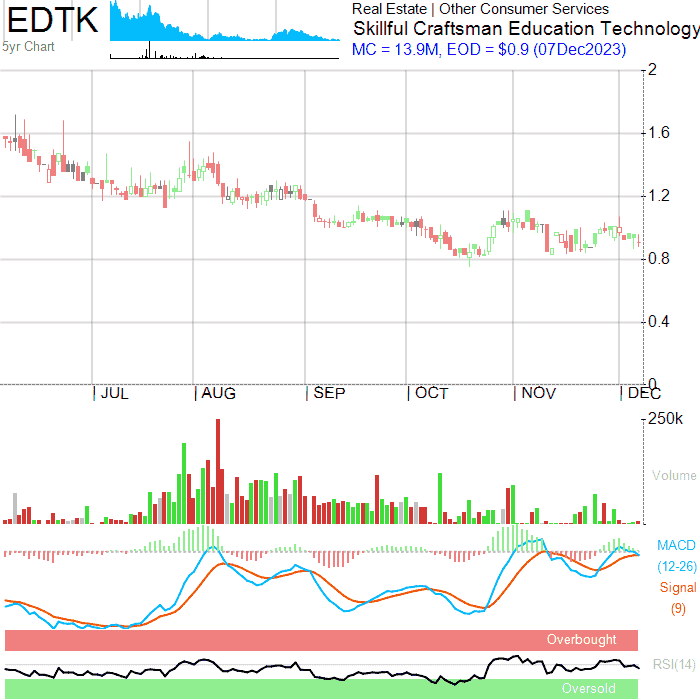 EDTK
5yr Chart
Real Estate | Other Consumer Services
Skillful Craftsman Education Technology
MC = 13.9M, EOD = $0.9 (07Dec2023)
2
1.6
1.2
0.8
0.4
0
JUL AUG SEP OCT NOV DEC
250k
Volume
MACD
(12-26)
Signal
(9)
Overbought
RSI(14)
Oversold